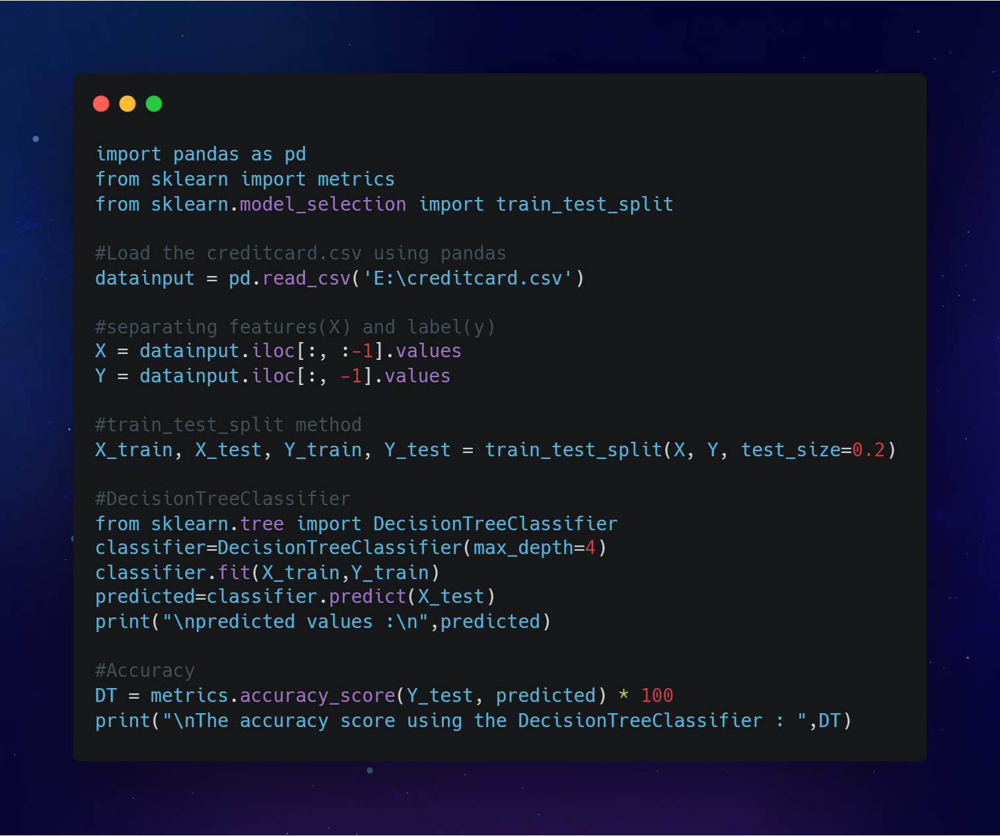 import pandas as pd
from sklearn import metrics
from sklearn.model_selection import train_test_split
#Load the creditcard.csv using pandas
datainput = pd.read_csv('E:\creditcard.csv')
#separating features(X) and label(y)
X = datainput.iloc[:, :-1].values
Y = datainput.iloc[:, -1].values
#train_test_split method
X_train, X_test, Y_train, Y_test = train_test_split(X, Y, test_size=0.2)
#DecisionTreeClassifier
from sklearn.tree import DecisionTreeClassifier
classifier=DecisionTreeClassifier(max_depth=4)
classifier.fit(X_train,Y_train)
predicted=classifier.predict(X_test)
print("\npredicted values :\n",predicted)
#Accuracy
DT = metrics.accuracy_score(Y_test, predicted) * 100
print("\nThe accuracy score using the DecisionTreeClassifier : ",DT)